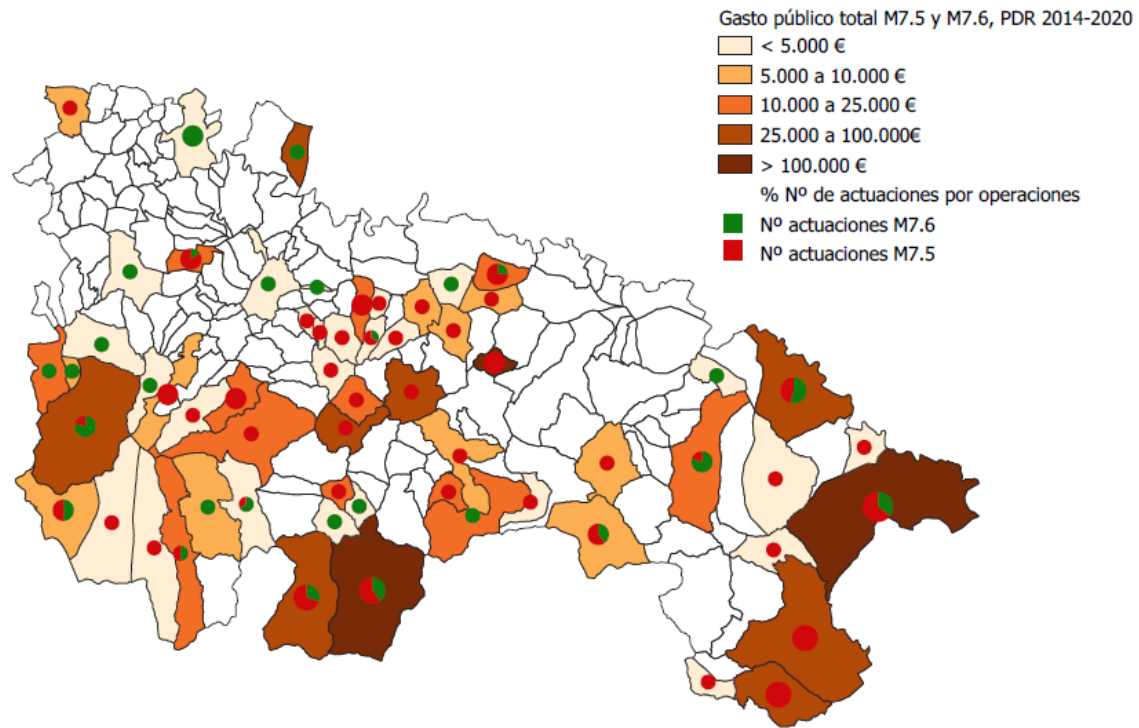 Gasto público total M7.5 y M7.6, PDR 2014-2020
< 5.000 €
5.000 a 10.000 €
10.000 a 25.000 €
25.000 a 100.000€
> 100.000 €
% Nº de actuaciones por operaciones
Nº actuaciones M7.6
Nº actuaciones M7.5